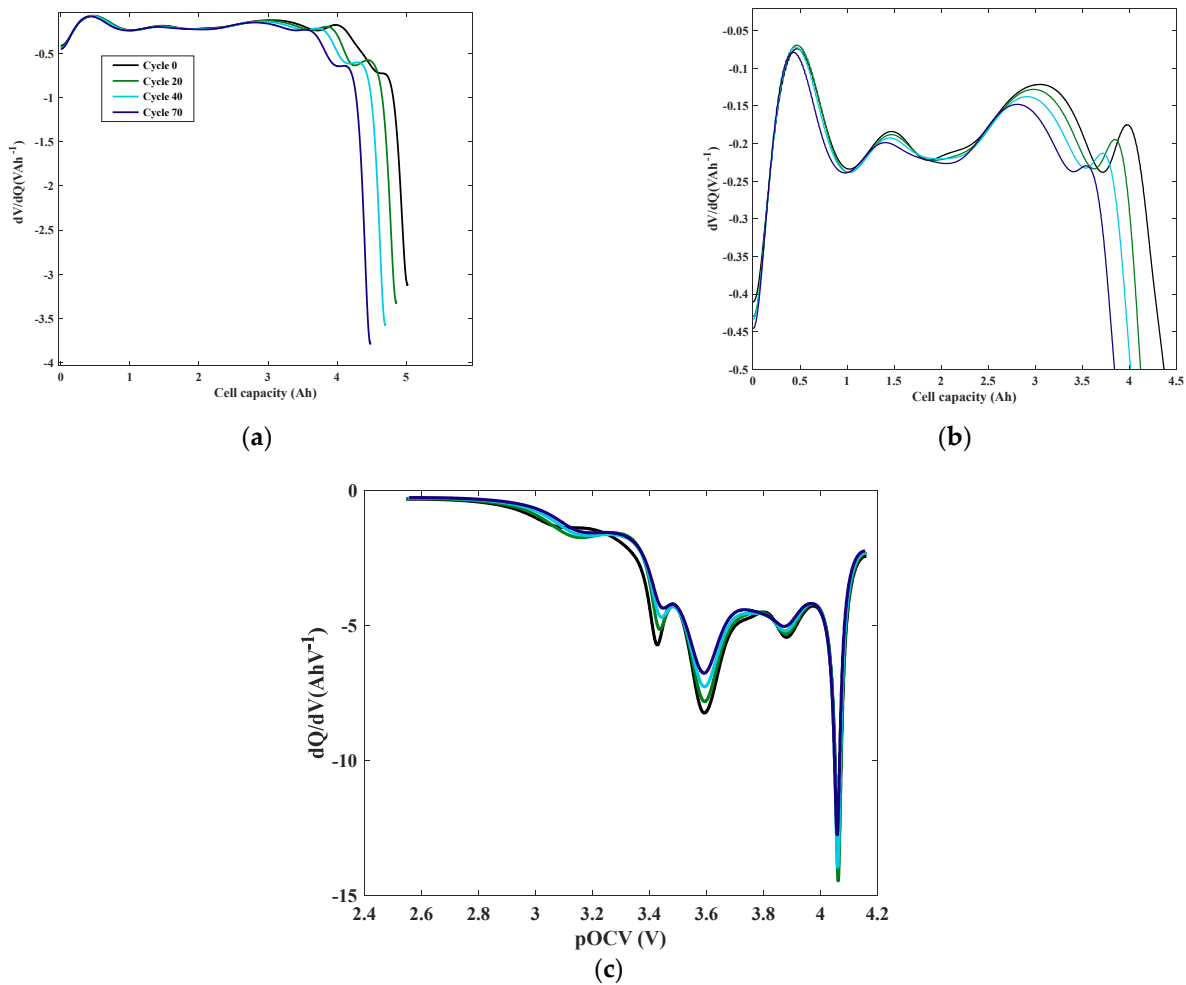 -0.5
-1
-1.5
-2
-2.5
-3
-3.5
-4
dV/dQ(VAh⁻¹)
Cycle 0
Cycle 20
Cycle 40
Cycle 70
0 1 2 3 4 5
Cell capacity (Ah)
(a)
-0.05
-0.1
-0.15
-0.2
-0.25
-0.3
-0.35
-0.4
-0.45
-0.5
dV/dQ(VAh⁻¹)
0 0.5 1 1.5 2 2.5 3 3.5 4 4.5
Cell capacity (Ah)
(b)
0
-5
-10
-15
dQ/dV(AhV⁻¹)
2.4 2.6 2.8 3 3.2 3.4 3.6 3.8 4 4.2
pOCV (V)
(c)